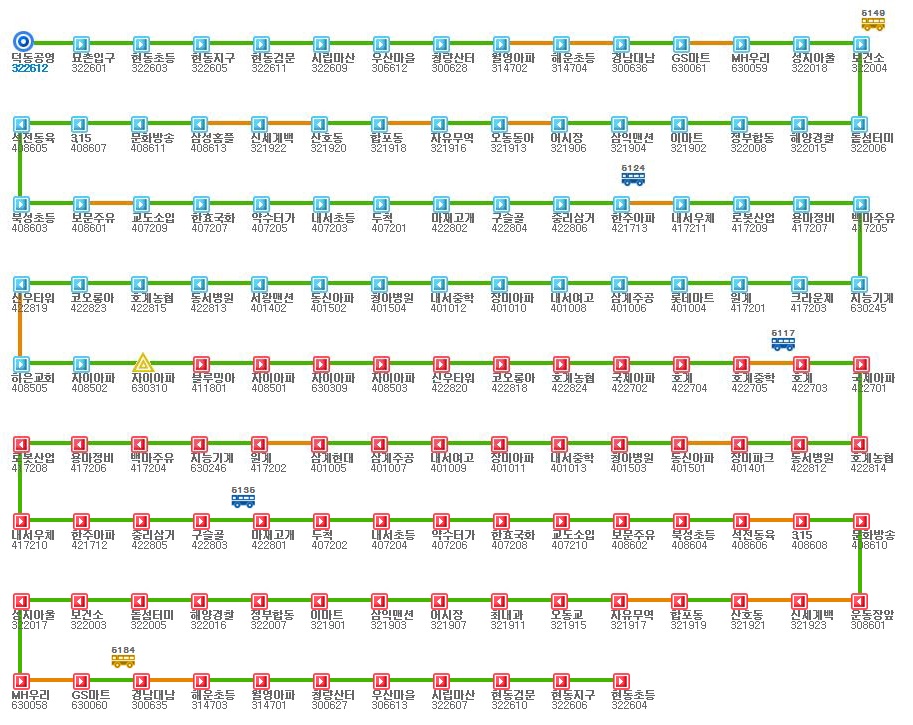 5149
덕동공영 묘촌입구 현동초등 현동지구 현동검문 시립마산 우산마을 청량산터 월영아파 해운초등 경남대남 GS마트 MH우리 성지아울 보건소
322612 322601 322603 322605 322611 322609 306612 300628 314702 314704 300636 630061 630059 322018 322004
석전동육 3.15 문화방송 삼성홈플 신세계백 산호동 합포동 자유무역 오동동아 어시장 삼익맨션 이마트 정부합동 해양경찰 돝섬터미
408605 408607 408611 408613 321922 321920 321918 321916 321913 321906 321904 321902 322008 322015 322006
5124
북성초등 보문주유 교도소입 한효국화 약수터가 내서초등 두척 마재고개 구슬골 중리삼거 한주아파 내서우체 로봇산업 용마정비 백마주유
408603 408601 407209 407207 407205 407203 407201 422802 422804 422806 421713 417211 417209 417207 417205
신우타워 코오롱아 호계농협 동서병원 서광맨션 동신아파 청아병원 내서중학 장미아파 내서여고 삼계주공 롯데마트 원계 크라운제 지능기계
422819 422823 422815 422813 401402 401502 401504 401012 401010 401008 401006 401004 417201 417203 630245
5117
하은교회 자이아파 자이아파 블루밍아 자이아파 자이아파 자이아파 신우타워 코오롱아 호계농협 국제아파 호계 호계중학 호계 국제아파
408505 408502 630310 411801 408501 630309 408503 422820 422818 422824 422702 422704 422705 422703 422701
로봇산업 용마정비 백마주유 지능기계 원계 삼계현대 삼계주공 내서여고 장미아파 내서중학 청아병원 동신아파 장미파크 동서병원 호계농협
417208 417206 417204 630246 417202 401005 401007 401009 401011 401013 401503 401501 401401 422812 422814
5135
내서우체 한주아파 중리삼거 구슬골 마재고개 두척 내서초등 약수터가 한효국화 교도소입 보문주유 북성초등 석전동육 3.15 문화방송
417210 421712 422805 422803 422801 407202 407204 407206 407208 407210 408602 408604 408606 408608 408610
성지아울 보건소 돝섬터미 해양경찰 정부합동 이마트 삼익맨션 어시장 최대과 오동교 자유무역 합포동 산호동 신세계백 운동장앞
322017 322003 322005 322016 322007 321901 321903 321907 321911 321915 321917 321919 321921 321923 308601
5184
MH우리 GS마트 경남대남 해운초등 월영아파 청량산터 우산마을 시립마산 현동검문 현동지구 현동초등
630058 630060 300635 314703 314701 300627 306613 322607 322610 322606 322604